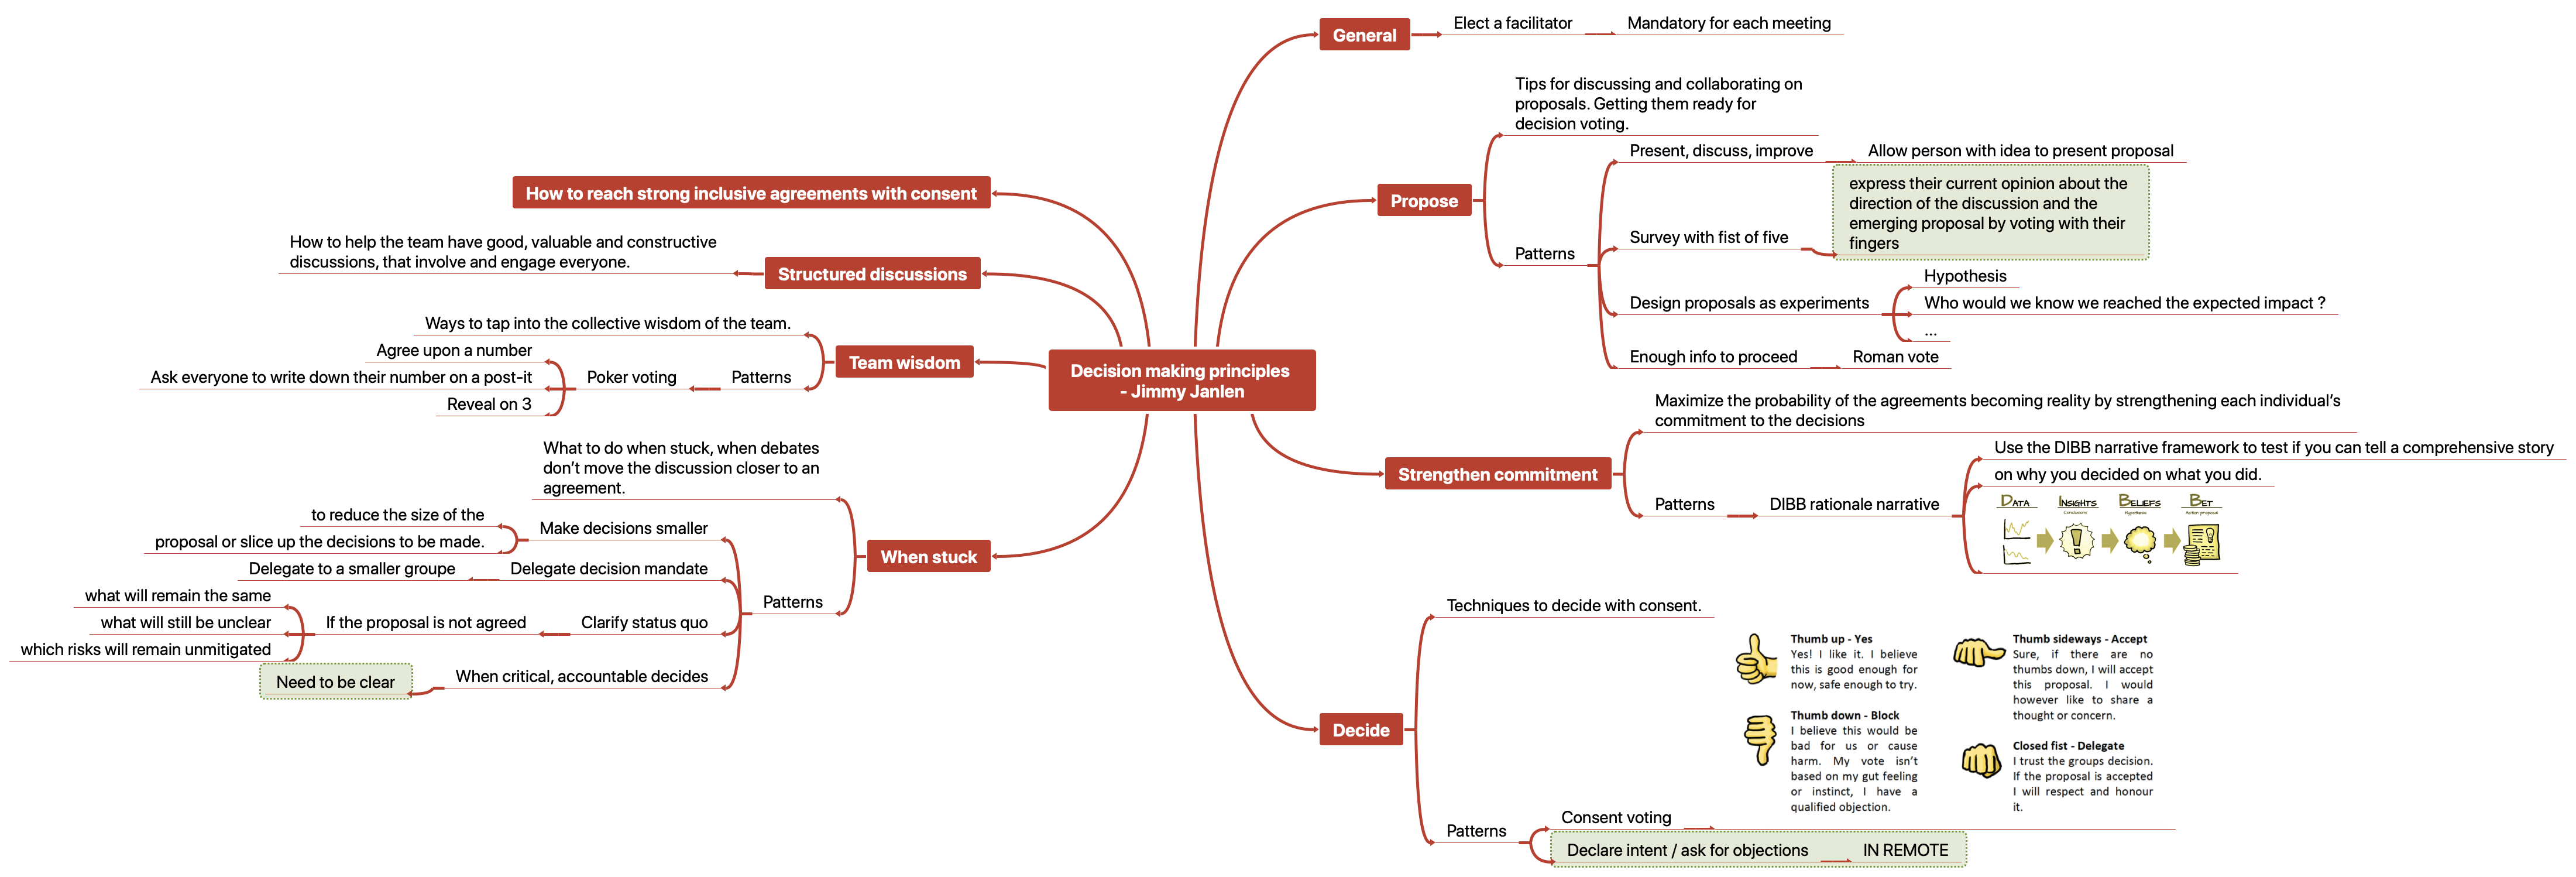 Decision making principles
- Jimmy Janlen
General
Elect a facilitator
Mandatory for each meeting
Propose
Tips for discussing and collaborating on
proposals. Getting them ready for
decision voting.
Patterns
Present, discuss, improve
Allow person with idea to present proposal
Survey with fist of five
express their current opinion about the
direction of the discussion and the
emerging proposal by voting with their
fingers
Design proposals as experiments
Hypothesis
Who would we know we reached the expected impact ?
...
Enough info to proceed
Roman vote
Strengthen commitment
Maximize the probability of the agreements becoming reality by strengthening each individual's
commitment to the decisions
Patterns
DIBB rationale narrative
Use the DIBB narrative framework to test if you can tell a comprehensive story
on why you decided on what you did.
DATA
INSIGHTS
BELIEFS
BET
Conclusions
Hypothesis
Action proposal
Decide
Techniques to decide with consent.
Patterns
Consent voting
Thumb up - Yes
Yes! I like it. I believe
this is good enough for
now, safe enough to try.
Thumb sideways - Accept
Sure, if there are no
thumbs down, I will accept
this proposal. I would
however like to share a
thought or concern.
Thumb down - Block
I believe this would be
bad for us or cause
harm. My vote isn't
based on my gut feeling
or instinct, I have a
qualified objection.
Closed fist - Delegate
I trust the groups decision.
If the proposal is accepted
I will respect and honour
it.
Declare intent / ask for objections
IN REMOTE
How to reach strong inclusive agreements with consent
Structured discussions
How to help the team have good, valuable and constructive
discussions, that involve and engage everyone.
Team wisdom
Ways to tap into the collective wisdom of the team.
Patterns
Poker voting
Agree upon a number
Ask everyone to write down their number on a post-it
Reveal on 3
When stuck
What to do when stuck, when debates
don't move the discussion closer to an
agreement.
Patterns
Make decisions smaller
to reduce the size of the
proposal or slice up the decisions to be made.
Delegate decision mandate
Delegate to a smaller groupe
Clarify status quo
If the proposal is not agreed
what will remain the same
what will still be unclear
which risks will remain unmitigated
When critical, accountable decides
Need to be clear